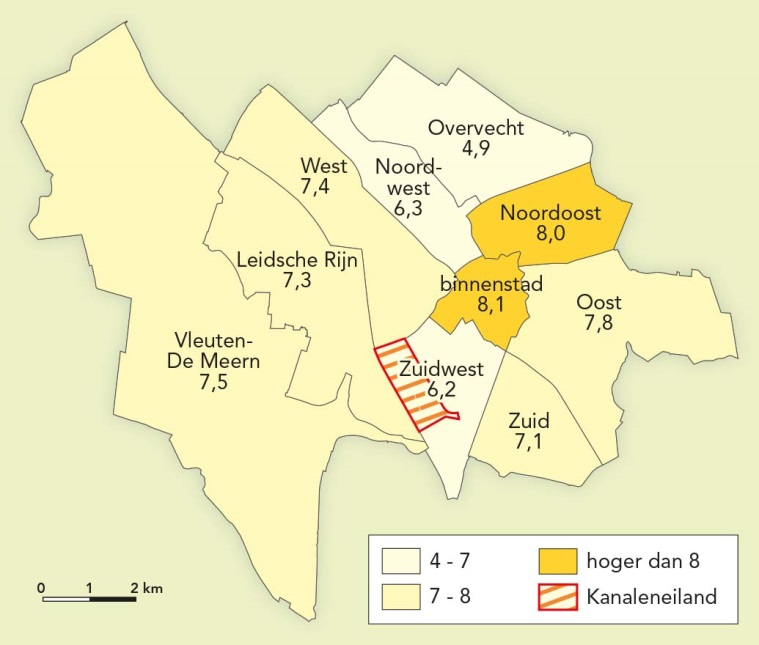 Overvecht
4,9
West
7,4
Noord-
west
6,3
Noordoost
8,0
Leidsche Rijn
7,3
binnenstad
8,1
Oost
7,8
Vleuten-
De Meern
7,5
Zuidwest
6,2
Zuid
7,1
4 - 7
hoger dan 8
7 - 8
Kanaleneiland
0 1 2 km